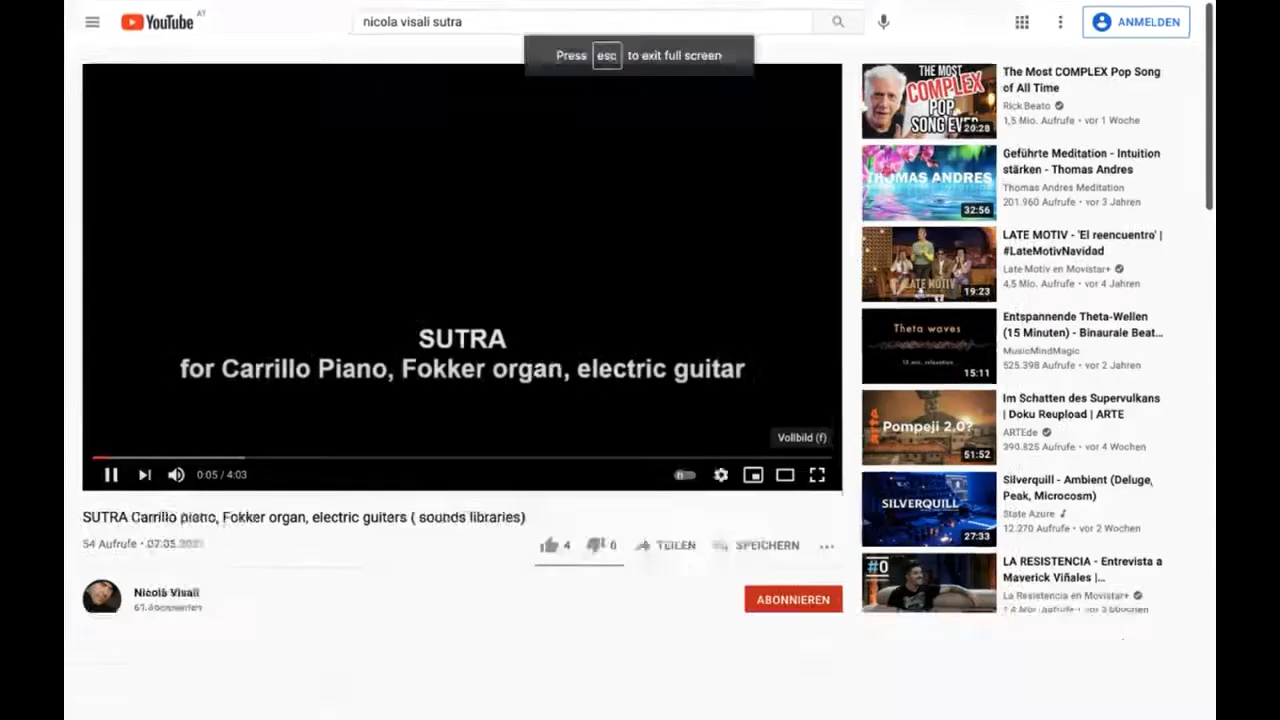 YouTube AT
nicola visali sutra
ANMELDEN
Press esc to exit full screen
SUTRA
for Carrillo Piano, Fokker organ, electric guitar
Vollbild (f)
0:05 / 4:03
SUTRA Carrillo piano, Fokker organ, electric guiters ( sounds libraries)
54 Aufrufe • 07.05.2021
4
TEILEN
SPEICHERN
Nicola Visali
ABONNIEREN
THE MOST
COMPLEX
POP
SONG EVER
20:28
The Most COMPLEX Pop Song
of All Time
Rick Beato
1,5 Mio. Aufrufe • vor 1 Woche
THOMAS ANDRES
32:56
Geführte Meditation - Intuition
stärken - Thomas Andres
Thomas Andres Meditation
201.960 Aufrufe • vor 3 Jahren
LATE MOTIV
19:23
LATE MOTIV - 'El reencuentro' |
#LateMotivNavidad
Late Motiv en Movistar+
4,5 Mio. Aufrufe • vor 4 Jahren
Theta waves
15 min. relaxation
15:11
Entspannende Theta-Wellen
(15 Minuten) - Binaurale Beat...
MusicMindMagic
525.398 Aufrufe • vor 2 Jahren
arte
Pompeji 2.0?
51:52
Im Schatten des Supervulkans
| Doku Reupload | ARTE
ARTEde
390.825 Aufrufe • vor 4 Wochen
SILVERQUILL
27:33
Silverquill - Ambient (Deluge,
Peak, Microcosm)
State Azure
12.270 Aufrufe • vor 2 Wochen
#0
LA RESISTENCIA - Entrevista a
Maverick Viñales |...
La Resistencia en Movistar+